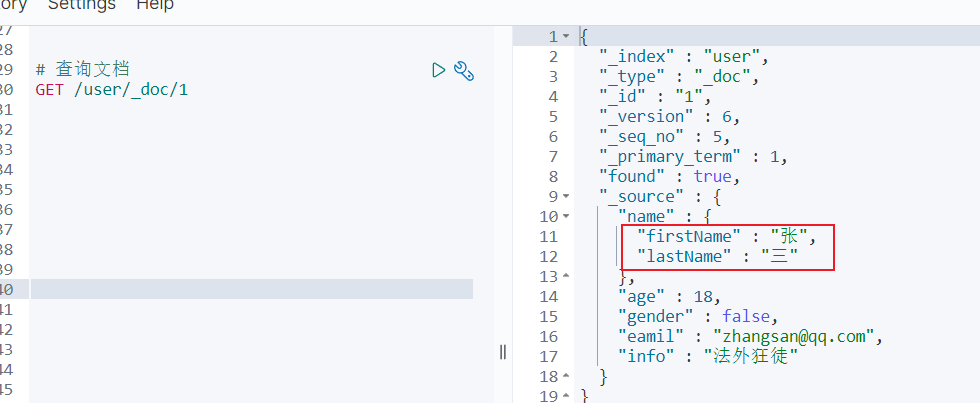 ory Settings Help
27
28
29 # 查询文档
30 GET /user/_doc/1
31
32
33
34
35
36
37
38
39
40
41
42
43
44
45
1 {
2 "_index" : "user",
3 "_type" : "_doc",
4 "_id" : "1",
5 "_version" : 6,
6 "_seq_no" : 5,
7 "_primary_term" : 1,
8 "found" : true,
9 "_source" : {
10 "name" : {
11 "firstName" : "张",
12 "lastName" : "三"
13 },
14 "age" : 18,
15 "gender" : false,
16 "eamil" : "zhangsan@qq.com",
17 "info" : "法外狂徒"
18 }
19 }